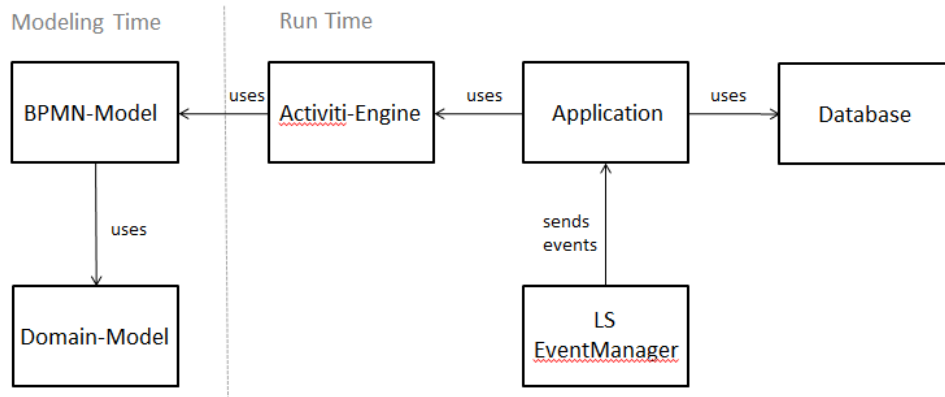 Modeling Time
Run Time
BPMN-Model
uses
Activiti-Engine
uses
Application
uses
Database
uses
sends
events
Domain-Model
LS
EventManager